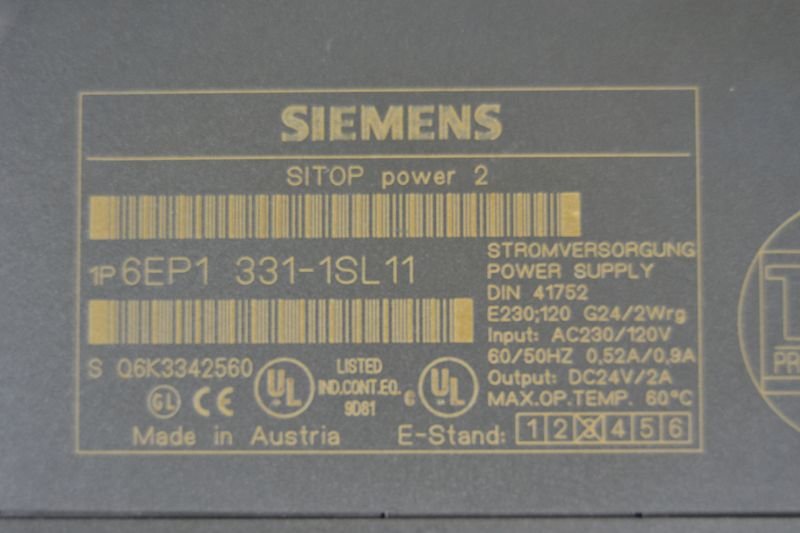 SIEMENS
SITOP power 2
1P 6EP1 331-1SL11
STROMVERSORGUNG
POWER SUPPLY
DIN 41752
E230;120 G24/2Wrg
Input: AC230/120V
60/50HZ 0,52A/0,9A
Output: DC24V/2A
MAX.OP.TEMP. 60°C
S Q6K3342560
GL CE UL
LISTED
IND.CONT.EQ.
9D61
c UL
Made in Austria
E-Stand: 1 2 3 4 5 6
PR